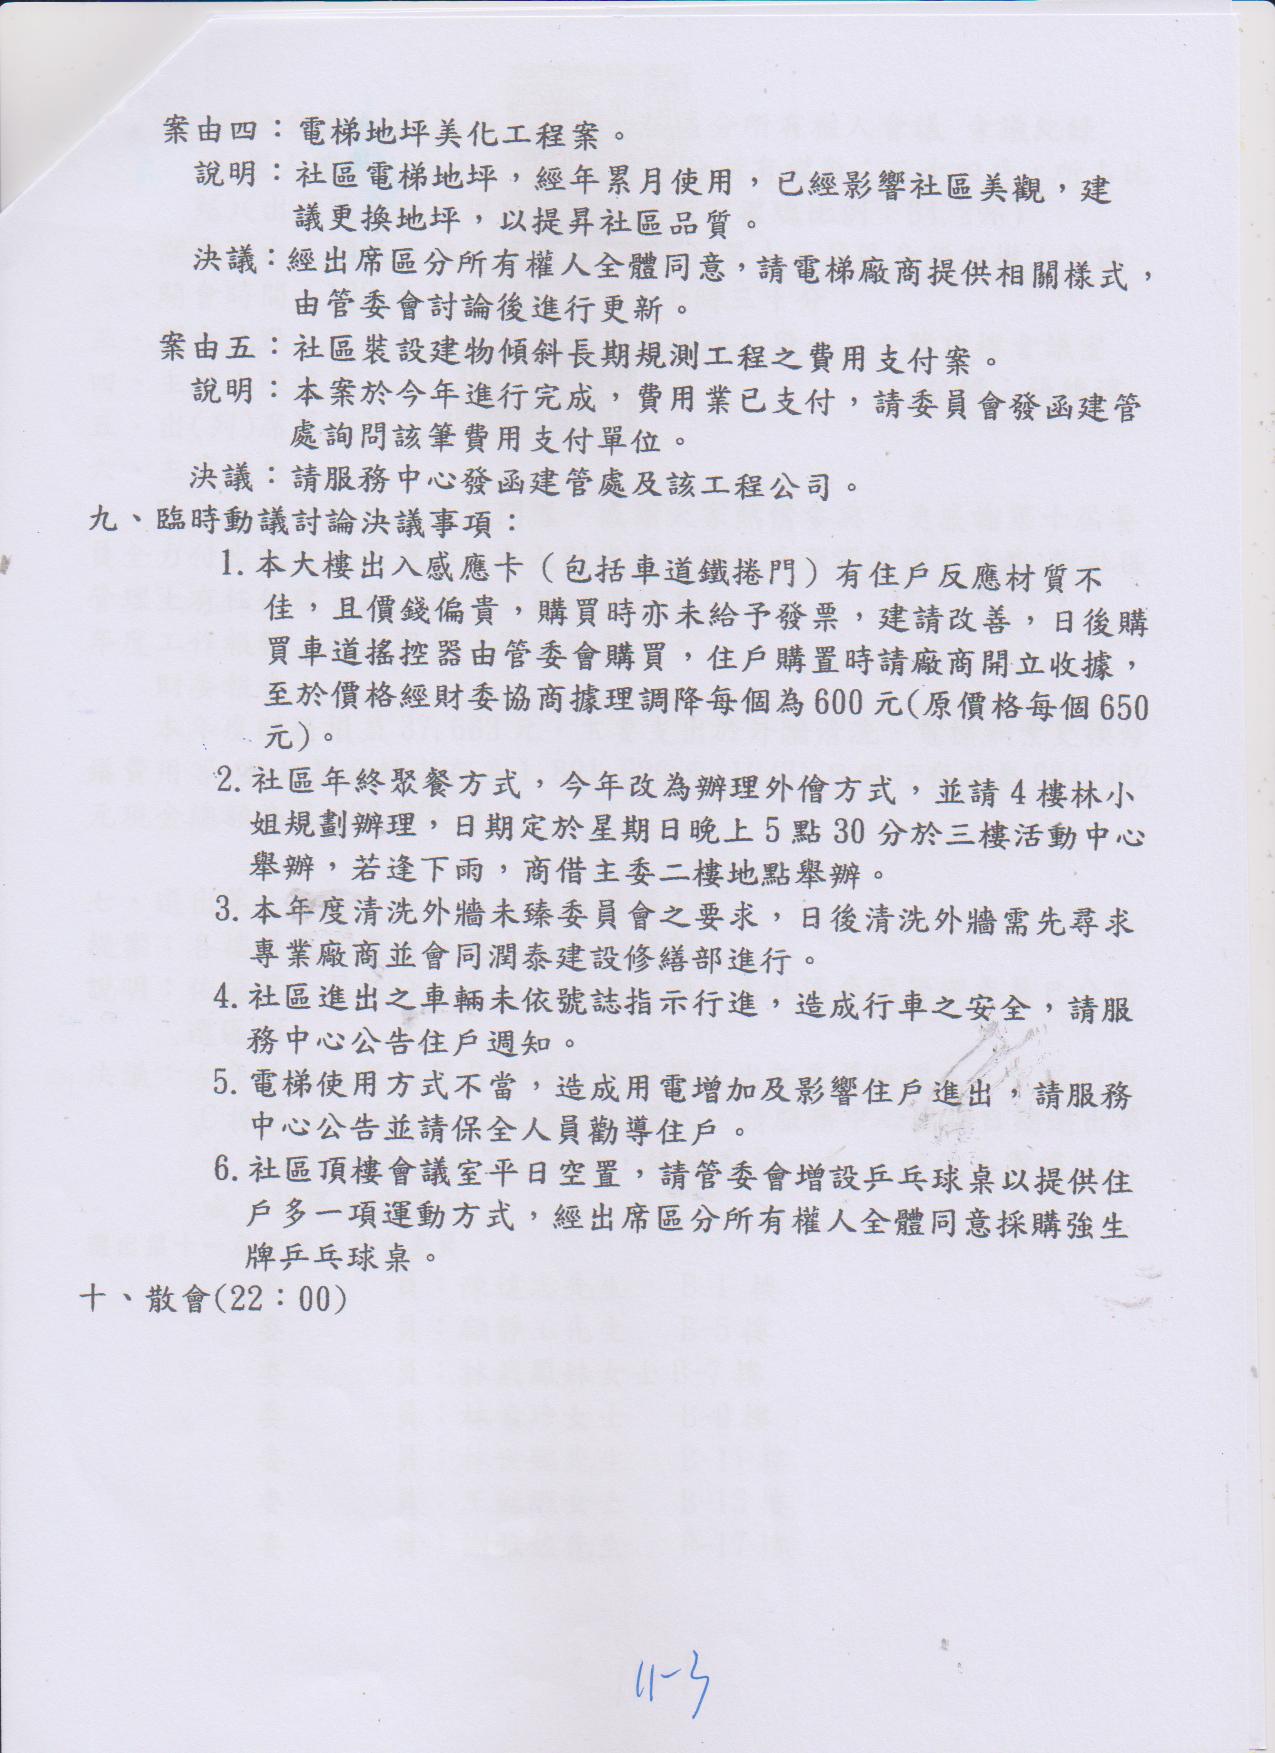 案由四：電梯地坪美化工程案。
說明：社區電梯地坪，經年累月使用，已經影響社區美觀，建
議更換地坪，以提昇社區品質。
決議：經出席區分所有權人全體同意，請電梯廠商提供相關樣式，
由管委會討論後進行更新。
案由五：社區裝設建物傾斜長期規測工程之費用支付案。
說明：本案於今年進行完成，費用業已支付，請委員會發函建管
處詢問該筆費用支付單位。
決議：請服務中心發函建管處及該工程公司。
九、臨時動議討論決議事項：
1.本大樓出入感應卡（包括車道鐵捲門）有住戶反應材質不
佳，且價錢偏貴，購買時亦未給予發票，建請改善，日後購
買車道搖控器由管委會購買，住戶購置時請廠商開立收據，
至於價格經財委協商據理調降每個為600元(原價格每個650
元)。
2.社區年終聚餐方式，今年改為辦理外燴方式，並請4樓林小
姐規劃辦理，日期定於星期日晚上5點30分於三樓活動中心
舉辦，若逢下雨，商借主委二樓地點舉辦。
3.本年度清洗外牆未臻委員會之要求，日後清洗外牆需先尋求
專業廠商並會同潤泰建設修繕部進行。
4.社區進出之車輛未依號誌指示行進，造成行車之安全，請服
務中心公告住戶週知。
5.電梯使用方式不當，造成用電增加及影響住戶進出，請服務
中心公告並請保全人員勸導住戶。
6.社區頂樓會議室平日空置，請管委會增設乒乓球桌以提供住
戶多一項運動方式，經出席區分所有權人全體同意採購強生
牌乒乓球桌。
十、散會(22：00)
11-3